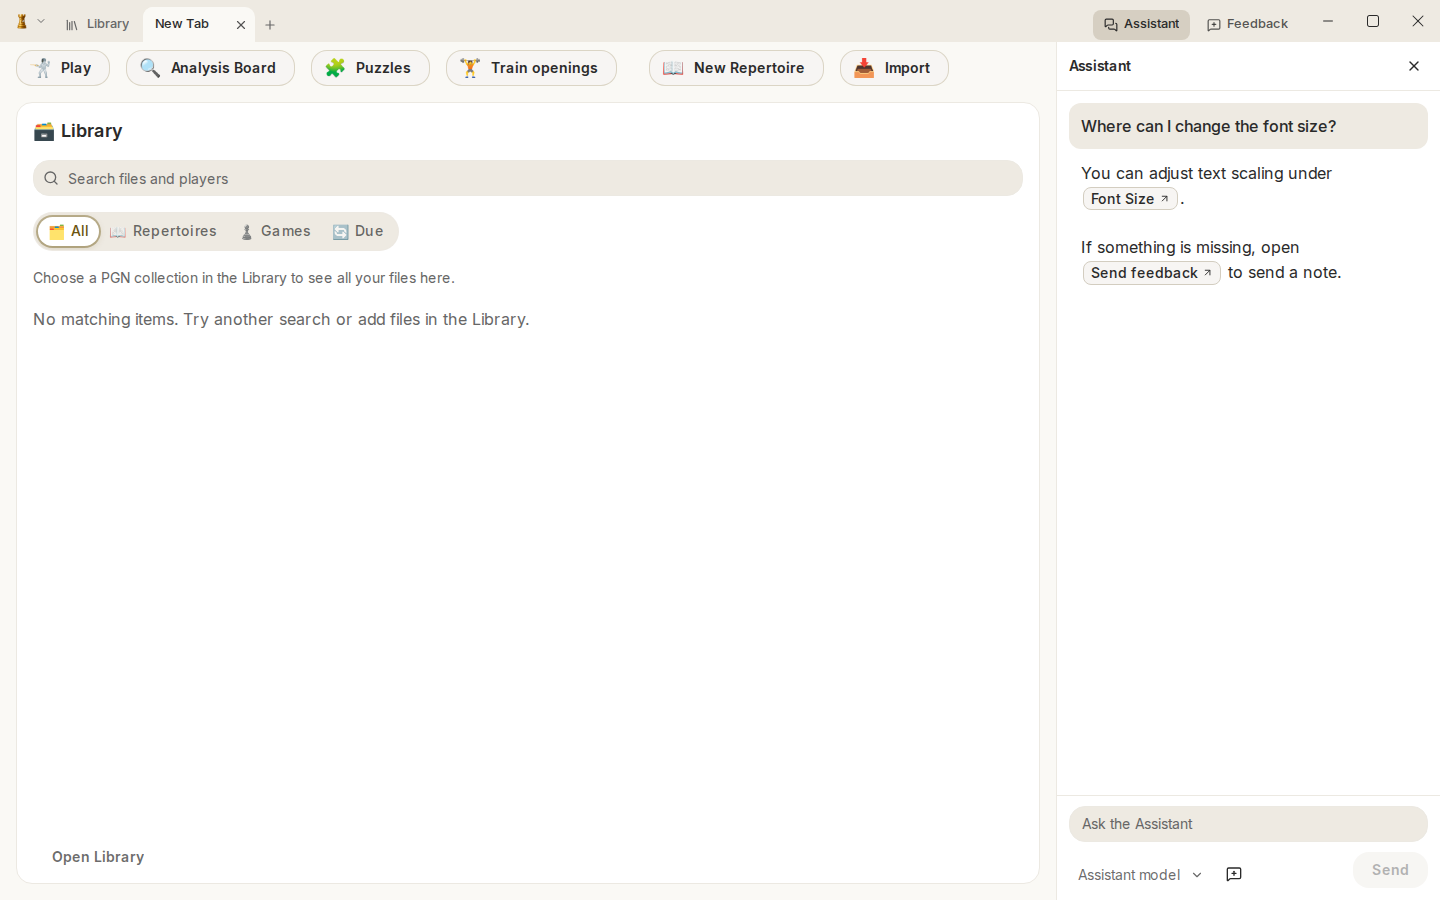 Library
New Tab
Assistant
Feedback
Play
Analysis Board
Puzzles
Train openings
New Repertoire
Import
Library
Search files and players
All
Repertoires
Games
Due
Choose a PGN collection in the Library to see all your files here.
No matching items. Try another search or add files in the Library.
Open Library
Assistant
Where can I change the font size?
You can adjust text scaling under
Font Size .
If something is missing, open
Send feedback to send a note.
Ask the Assistant
Assistant model
Send